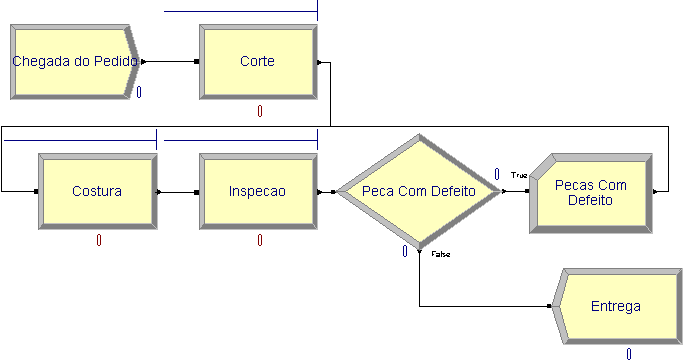 Chegada do Pedido
0
Corte
0
Costura
0
Inspecao
0
Peca Com Defeito
0
True
0
False
Pecas Com
Defeito
Entrega
0